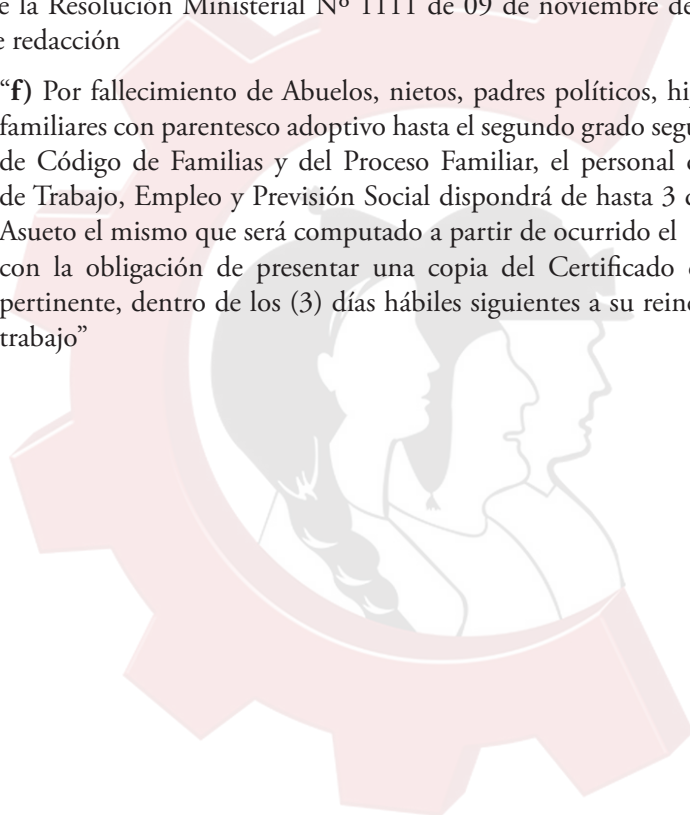 e la Resolución Ministerial Nº 1111 de 09 de noviembre de
e redacción
“f) Por fallecimiento de Abuelos, nietos, padres políticos, hij
familiares con parentesco adoptivo hasta el segundo grado segú
de Código de Familias y del Proceso Familiar, el personal
de Trabajo, Empleo y Previsión Social dispondrá de hasta 3
Asueto el mismo que será computado a partir de ocurrido el
con la obligación de presentar una copia del Certificado
pertinente, dentro de los (3) días hábiles siguientes a su reinc
trabajo”